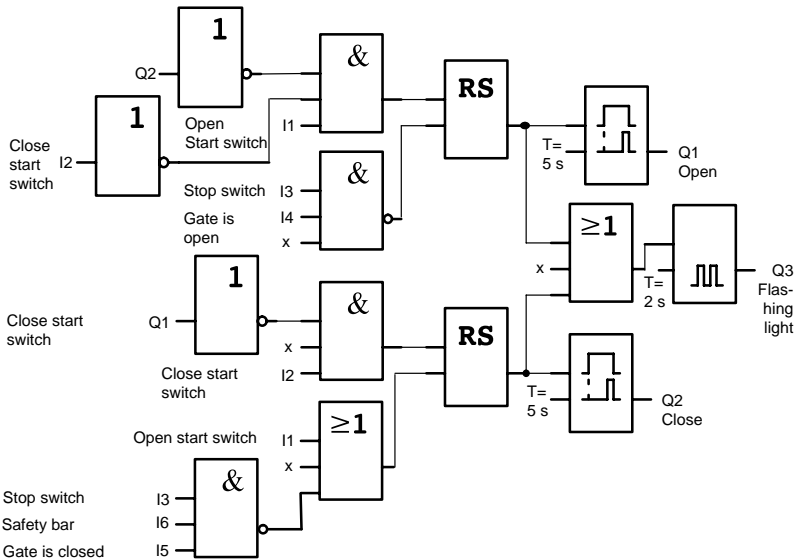 1
&
RS
Q2
1
Open
Start switch
I1
Close
start
switch
I2
T=
5 s
Q1
Open
&
Stop switch
I3
I4
Gate is
open
x
≥1
x
T=
2 s
Q3
Flas-
hing
light
1
&
RS
Close start
switch
Q1
x
I2
Close start
switch
T=
5 s
Q2
Close
≥1
Open start switch
I1
x
&
Stop switch
I3
Safety bar
I6
Gate is closed
I5